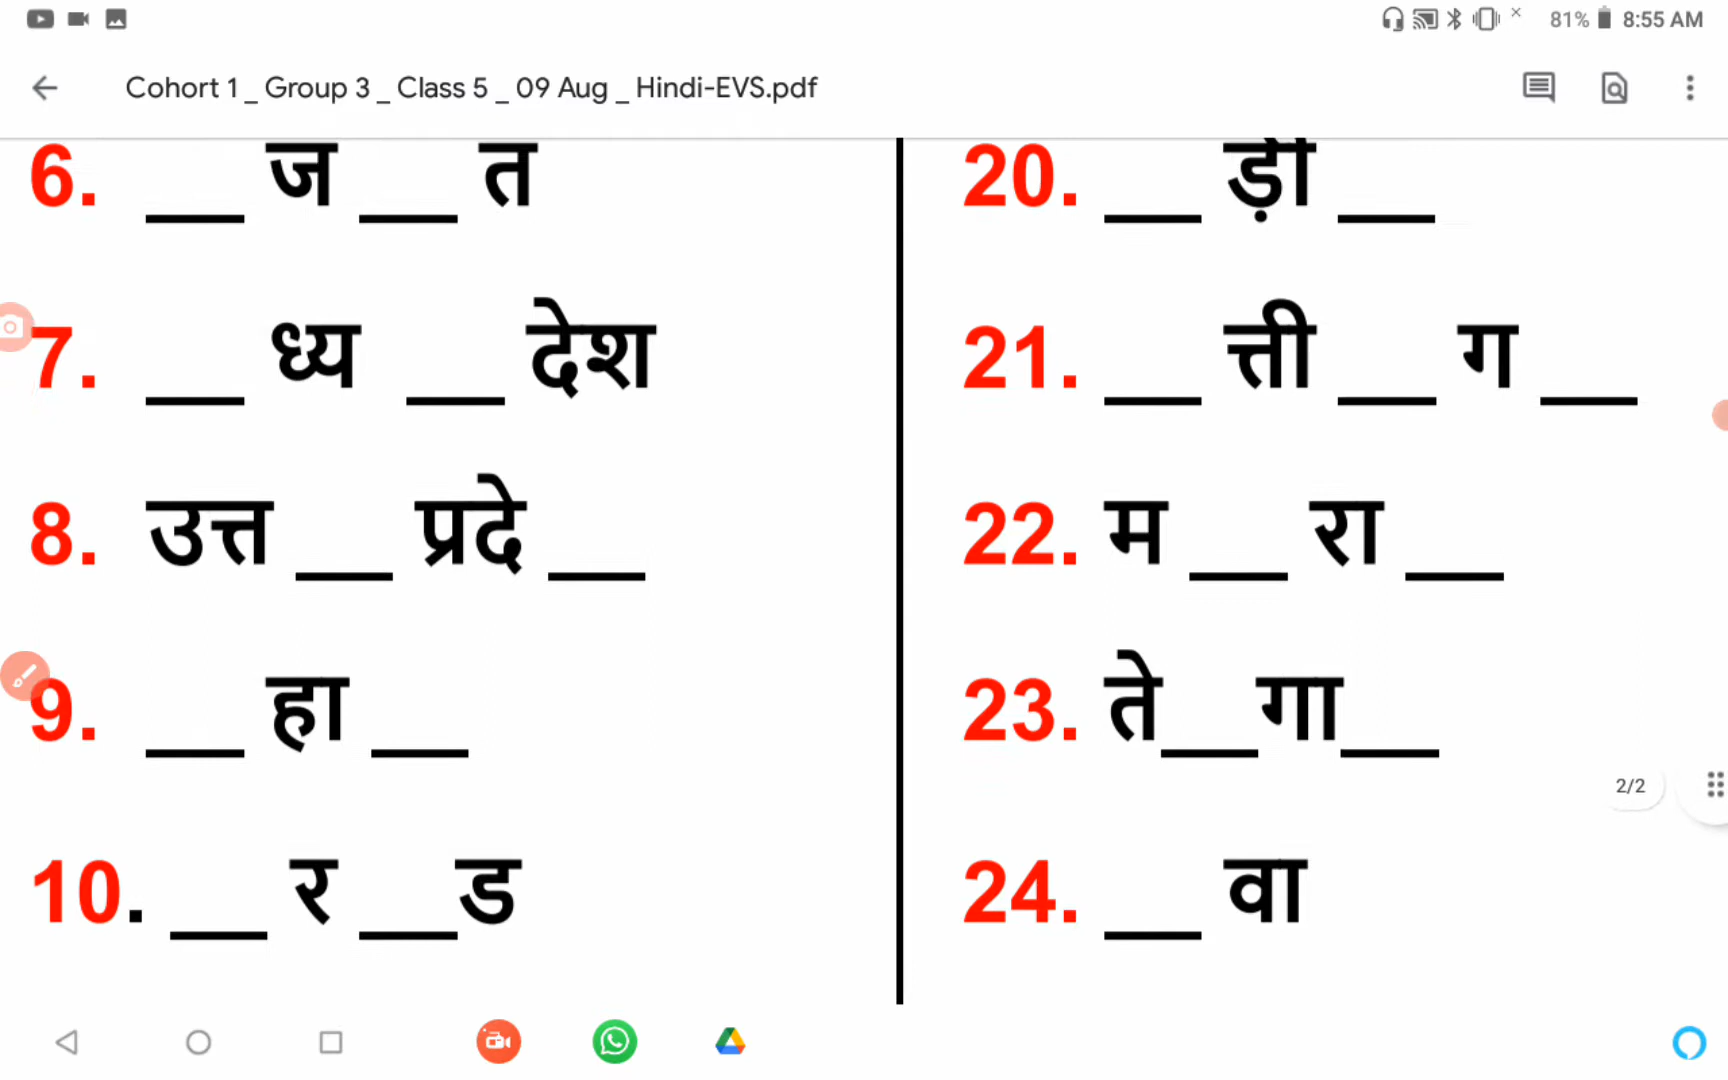 81% 8:55 AM
Cohort 1 _ Group 3 _ Class 5 _ 09 Aug _ Hindi-EVS.pdf
6. __ ज __ त
7. __ ध्य __ देश
8. उत्त __ प्रदे __
9. __ हा __
10. __ र __ ड
20. __ ड़ी __
21. __ त्ती __ ग __
22. म __ रा __
23. ते__गा__
24. __ वा
2/2